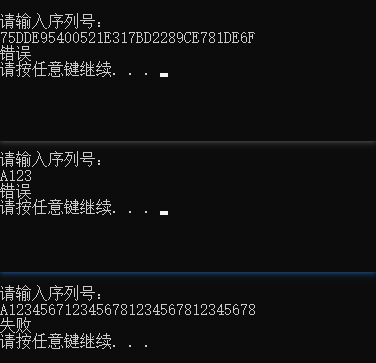 请输入序列号：
75DDE95400521E317BD2289CE781DE6F
错误
请按任意键继续. . .
请输入序列号：
A123
错误
请按任意键继续. . .
请输入序列号：
A1234567123456781234567812345678
失败
请按任意键继续. . .